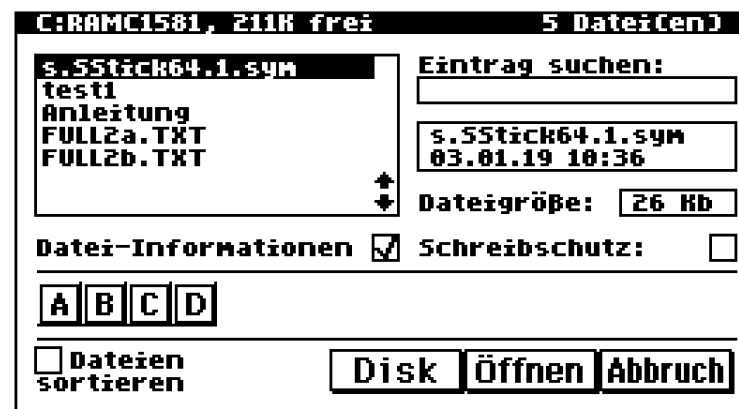 C:RAMC1581, 211K frei 5 Datei(en)
s.SStick64.1.sym
test1
Anleitung
FULL2a.TXT
FULL2b.TXT
Eintrag suchen:
s.SStick64.1.sym
03.01.19 10:36
Dateigröße: 26 Kb
Datei-Informationen
Schreibschutz:
A B C D
Dateien
sortieren
Disk Öffnen Abbruch